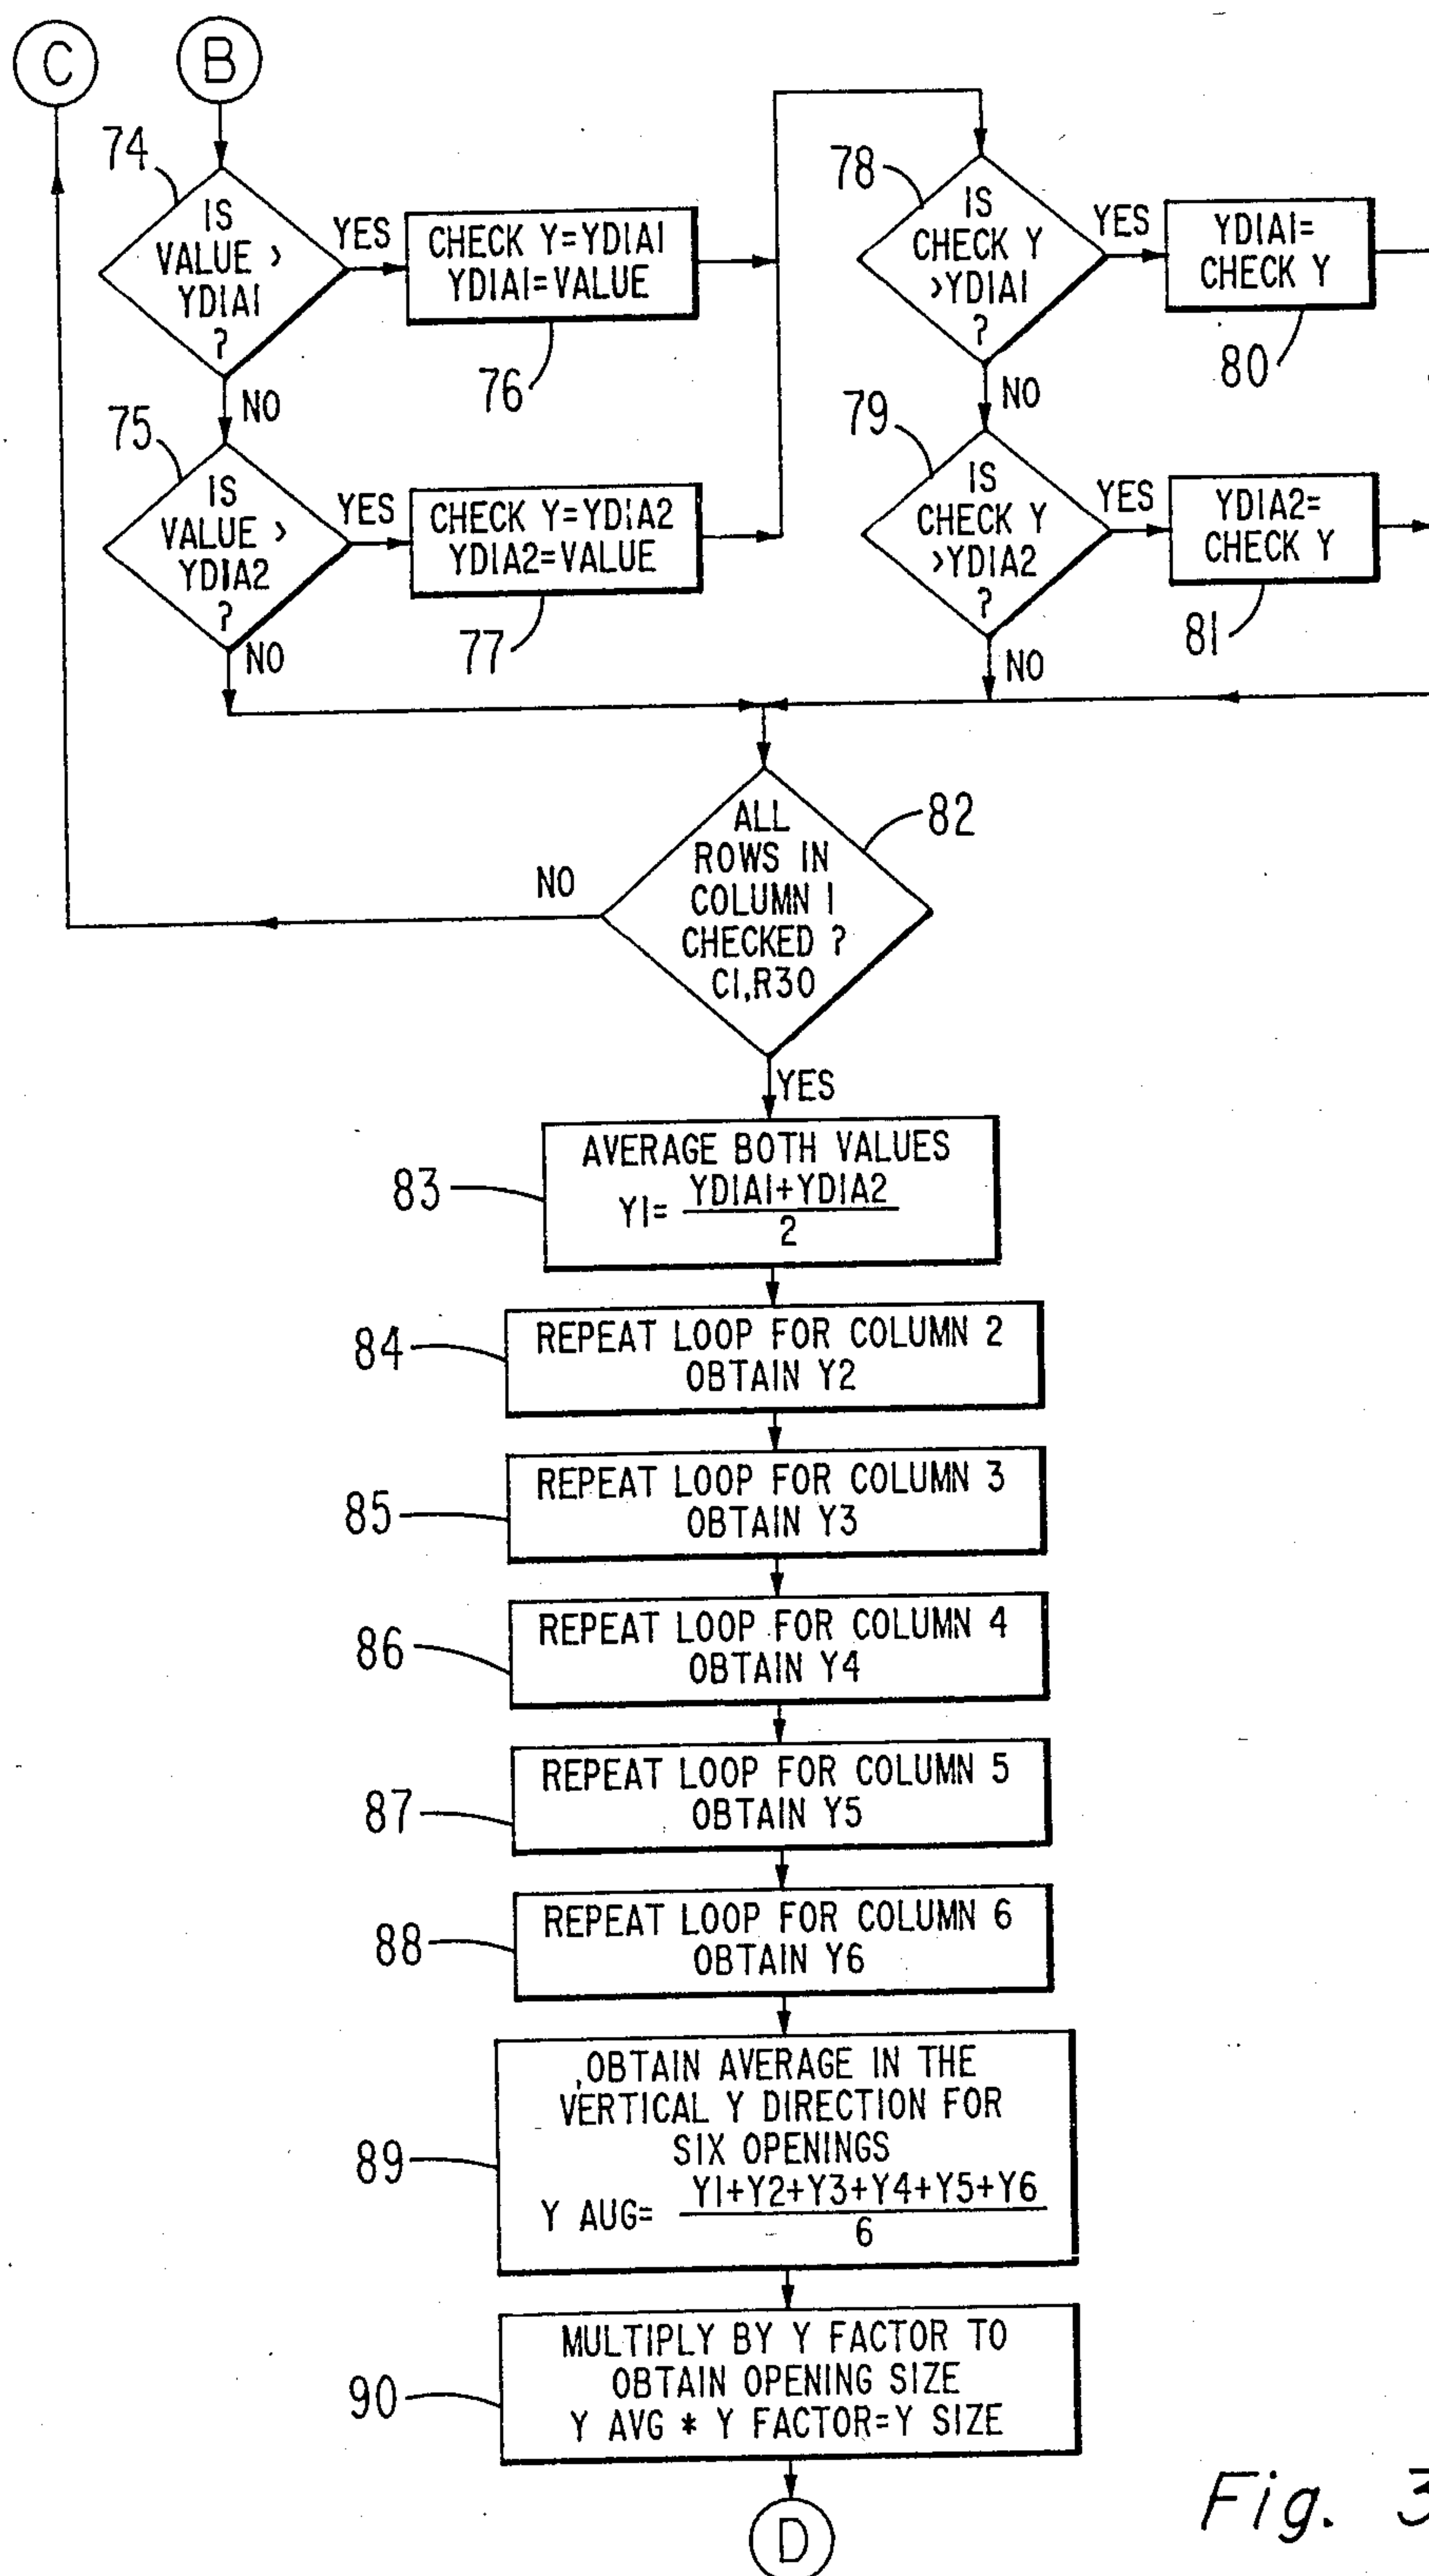 C
B
74
IS
VALUE >
YDIA1
?
YES
NO
CHECK Y=YDIA1
YDIA1=VALUE
76
75
IS
VALUE >
YDIA2
?
YES
NO
CHECK Y=YDIA2
YDIA2=VALUE
77
78
IS
CHECK Y
>YDIA1
?
YES
NO
YDIA1=
CHECK Y
80
79
IS
CHECK Y
>YDIA2
?
YES
NO
YDIA2=
CHECK Y
81
ALL
ROWS IN
COLUMN 1
CHECKED ?
C1,R30
82
NO
YES
83
AVERAGE BOTH VALUES
Y1= YDIA1+YDIA2
2
84
REPEAT LOOP FOR COLUMN 2
OBTAIN Y2
85
REPEAT LOOP FOR COLUMN 3
OBTAIN Y3
86
REPEAT LOOP FOR COLUMN 4
OBTAIN Y4
87
REPEAT LOOP FOR COLUMN 5
OBTAIN Y5
88
REPEAT LOOP FOR COLUMN 6
OBTAIN Y6
89
OBTAIN AVERAGE IN THE
VERTICAL Y DIRECTION FOR
SIX OPENINGS
Y AUG= Y1+Y2+Y3+Y4+Y5+Y6
6
90
MULTIPLY BY Y FACTOR TO
OBTAIN OPENING SIZE
Y AVG * Y FACTOR=Y SIZE
D
Fig.